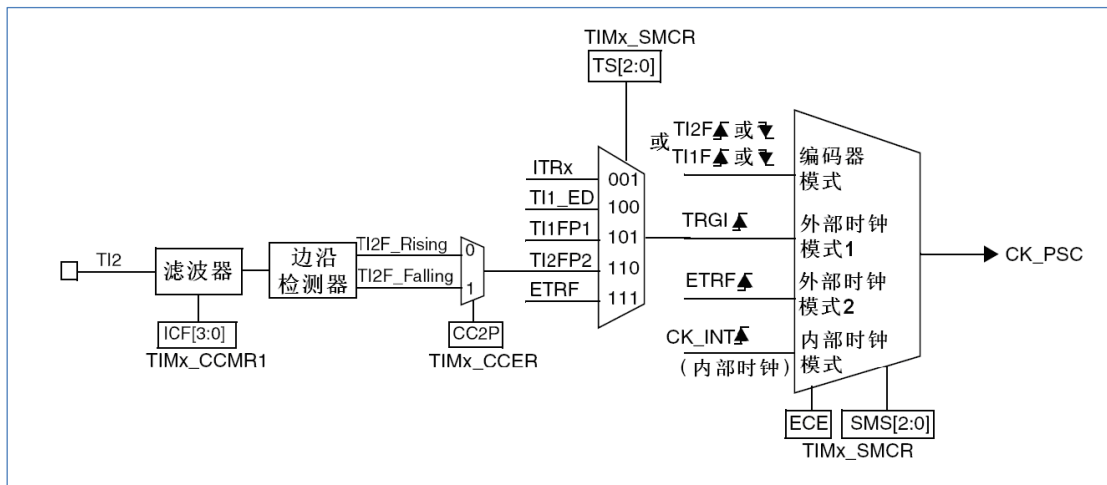 TIMx_SMCR
TS[2:0]
或 TI2F 或
TI1F 或
编码器
模式
ITRx
001
TI1_ED
100
TI1FP1
101
TRGI
外部时钟
模式1
TI2
滤波器
边沿
检测器
TI2F_Rising
0
TI2F_Falling
1
TI2FP2
110
ETRF
111
ETRF
外部时钟
模式2
CK_PSC
ICF[3:0]
TIMx_CCMR1
CC2P
TIMx_CCER
CK_INT
(内部时钟)
内部时钟
模式
ECE
SMS[2:0]
TIMx_SMCR